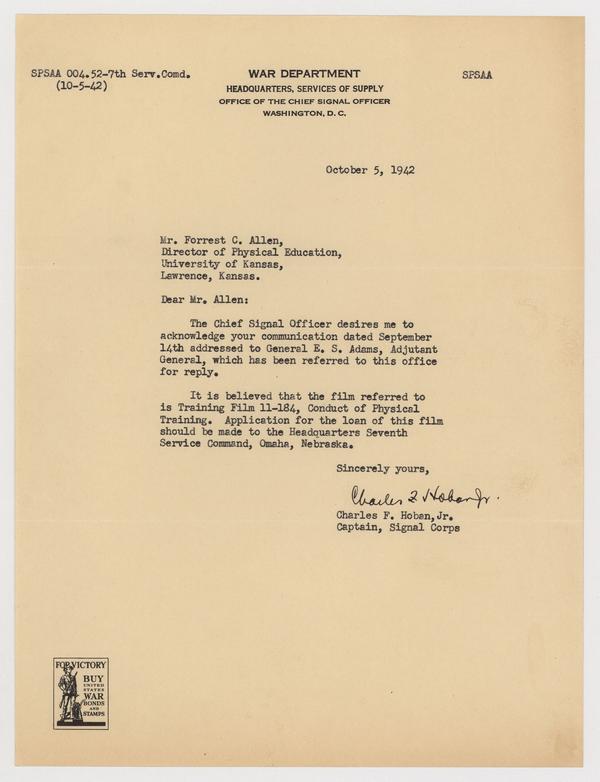 SPSAA 004.52-7th Serv.Comd.
(10-5-42)
WAR DEPARTMENT
HEADQUARTERS, SERVICES OF SUPPLY
OFFICE OF THE CHIEF SIGNAL OFFICER
WASHINGTON, D. C.
SPSAA
October 5, 1942
Mr. Forrest C. Allen,
Director of Physical Education,
University of Kansas,
Lawrence, Kansas.
Dear Mr. Allen:
The Chief Signal Officer desires me to
acknowledge your communication dated September
14th addressed to General E. S. Adams, Adjutant
General, which has been referred to this office
for reply.
It is believed that the film referred to
is Training Film 11-184, Conduct of Physical
Training. Application for the loan of this film
should be made to the Headquarters Seventh
Service Command, Omaha, Nebraska.
Sincerely yours,
Charles F Hoban Jr.
Charles F. Hoban,Jr.
Captain, Signal Corps
FOR VICTORY
BUY
UNITED
STATES
WAR
BONDS
AND
STAMPS